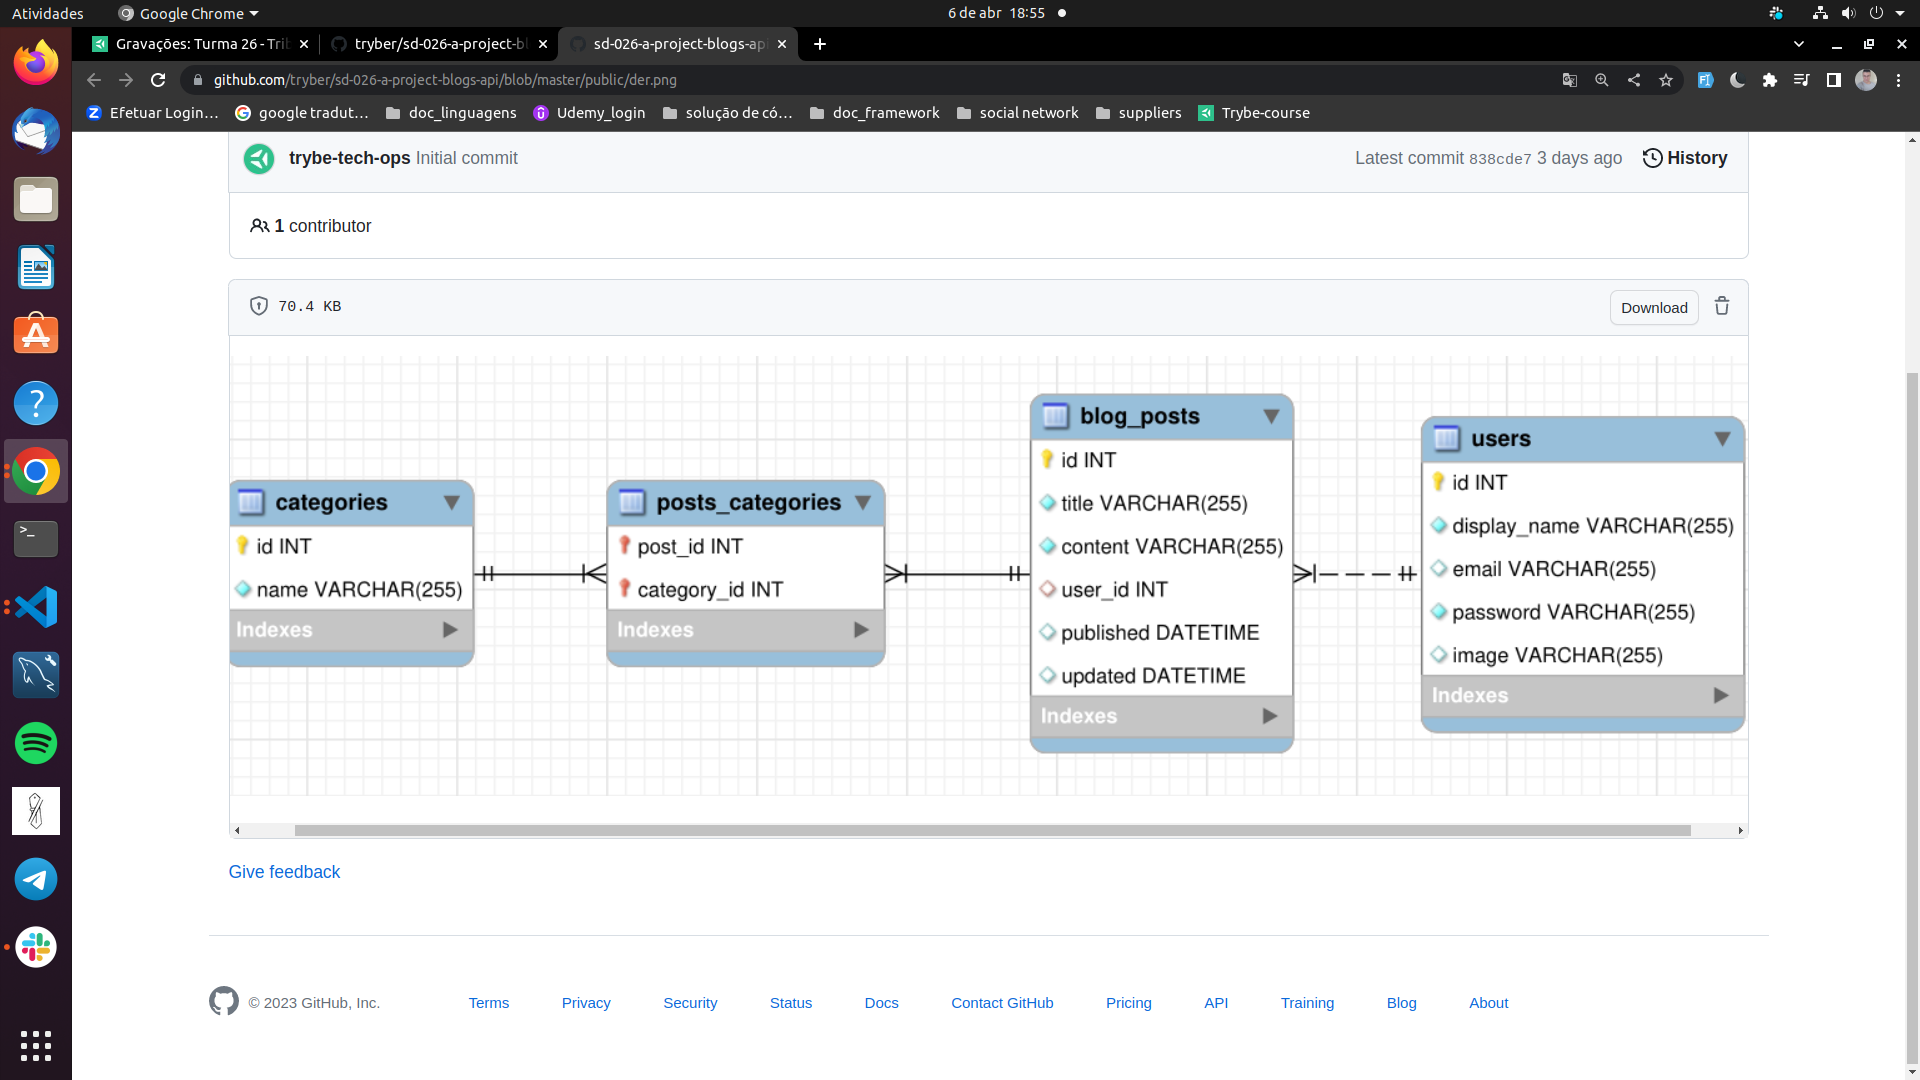 Atividades Google Chrome 6 de abr 18:55
Gravações: Turma 26 - Tri tryber/sd-026-a-project-bl sd-026-a-project-blogs-api
github.com/tryber/sd-026-a-project-blogs-api/blob/master/public/der.png
Efetuar Login… google tradut… doc_linguagens Udemy_login solução de có… doc_framework social network suppliers Trybe-course
trybe-tech-ops Initial commit Latest commit 838cde7 3 days ago History
1 contributor
70.4 KB Download
categories
id INT
name VARCHAR(255)
Indexes
posts_categories
post_id INT
category_id INT
Indexes
blog_posts
id INT
title VARCHAR(255)
content VARCHAR(255)
user_id INT
published DATETIME
updated DATETIME
Indexes
users
id INT
display_name VARCHAR(255)
email VARCHAR(255)
password VARCHAR(255)
image VARCHAR(255)
Indexes
Give feedback
© 2023 GitHub, Inc. Terms Privacy Security Status Docs Contact GitHub Pricing API Training Blog About